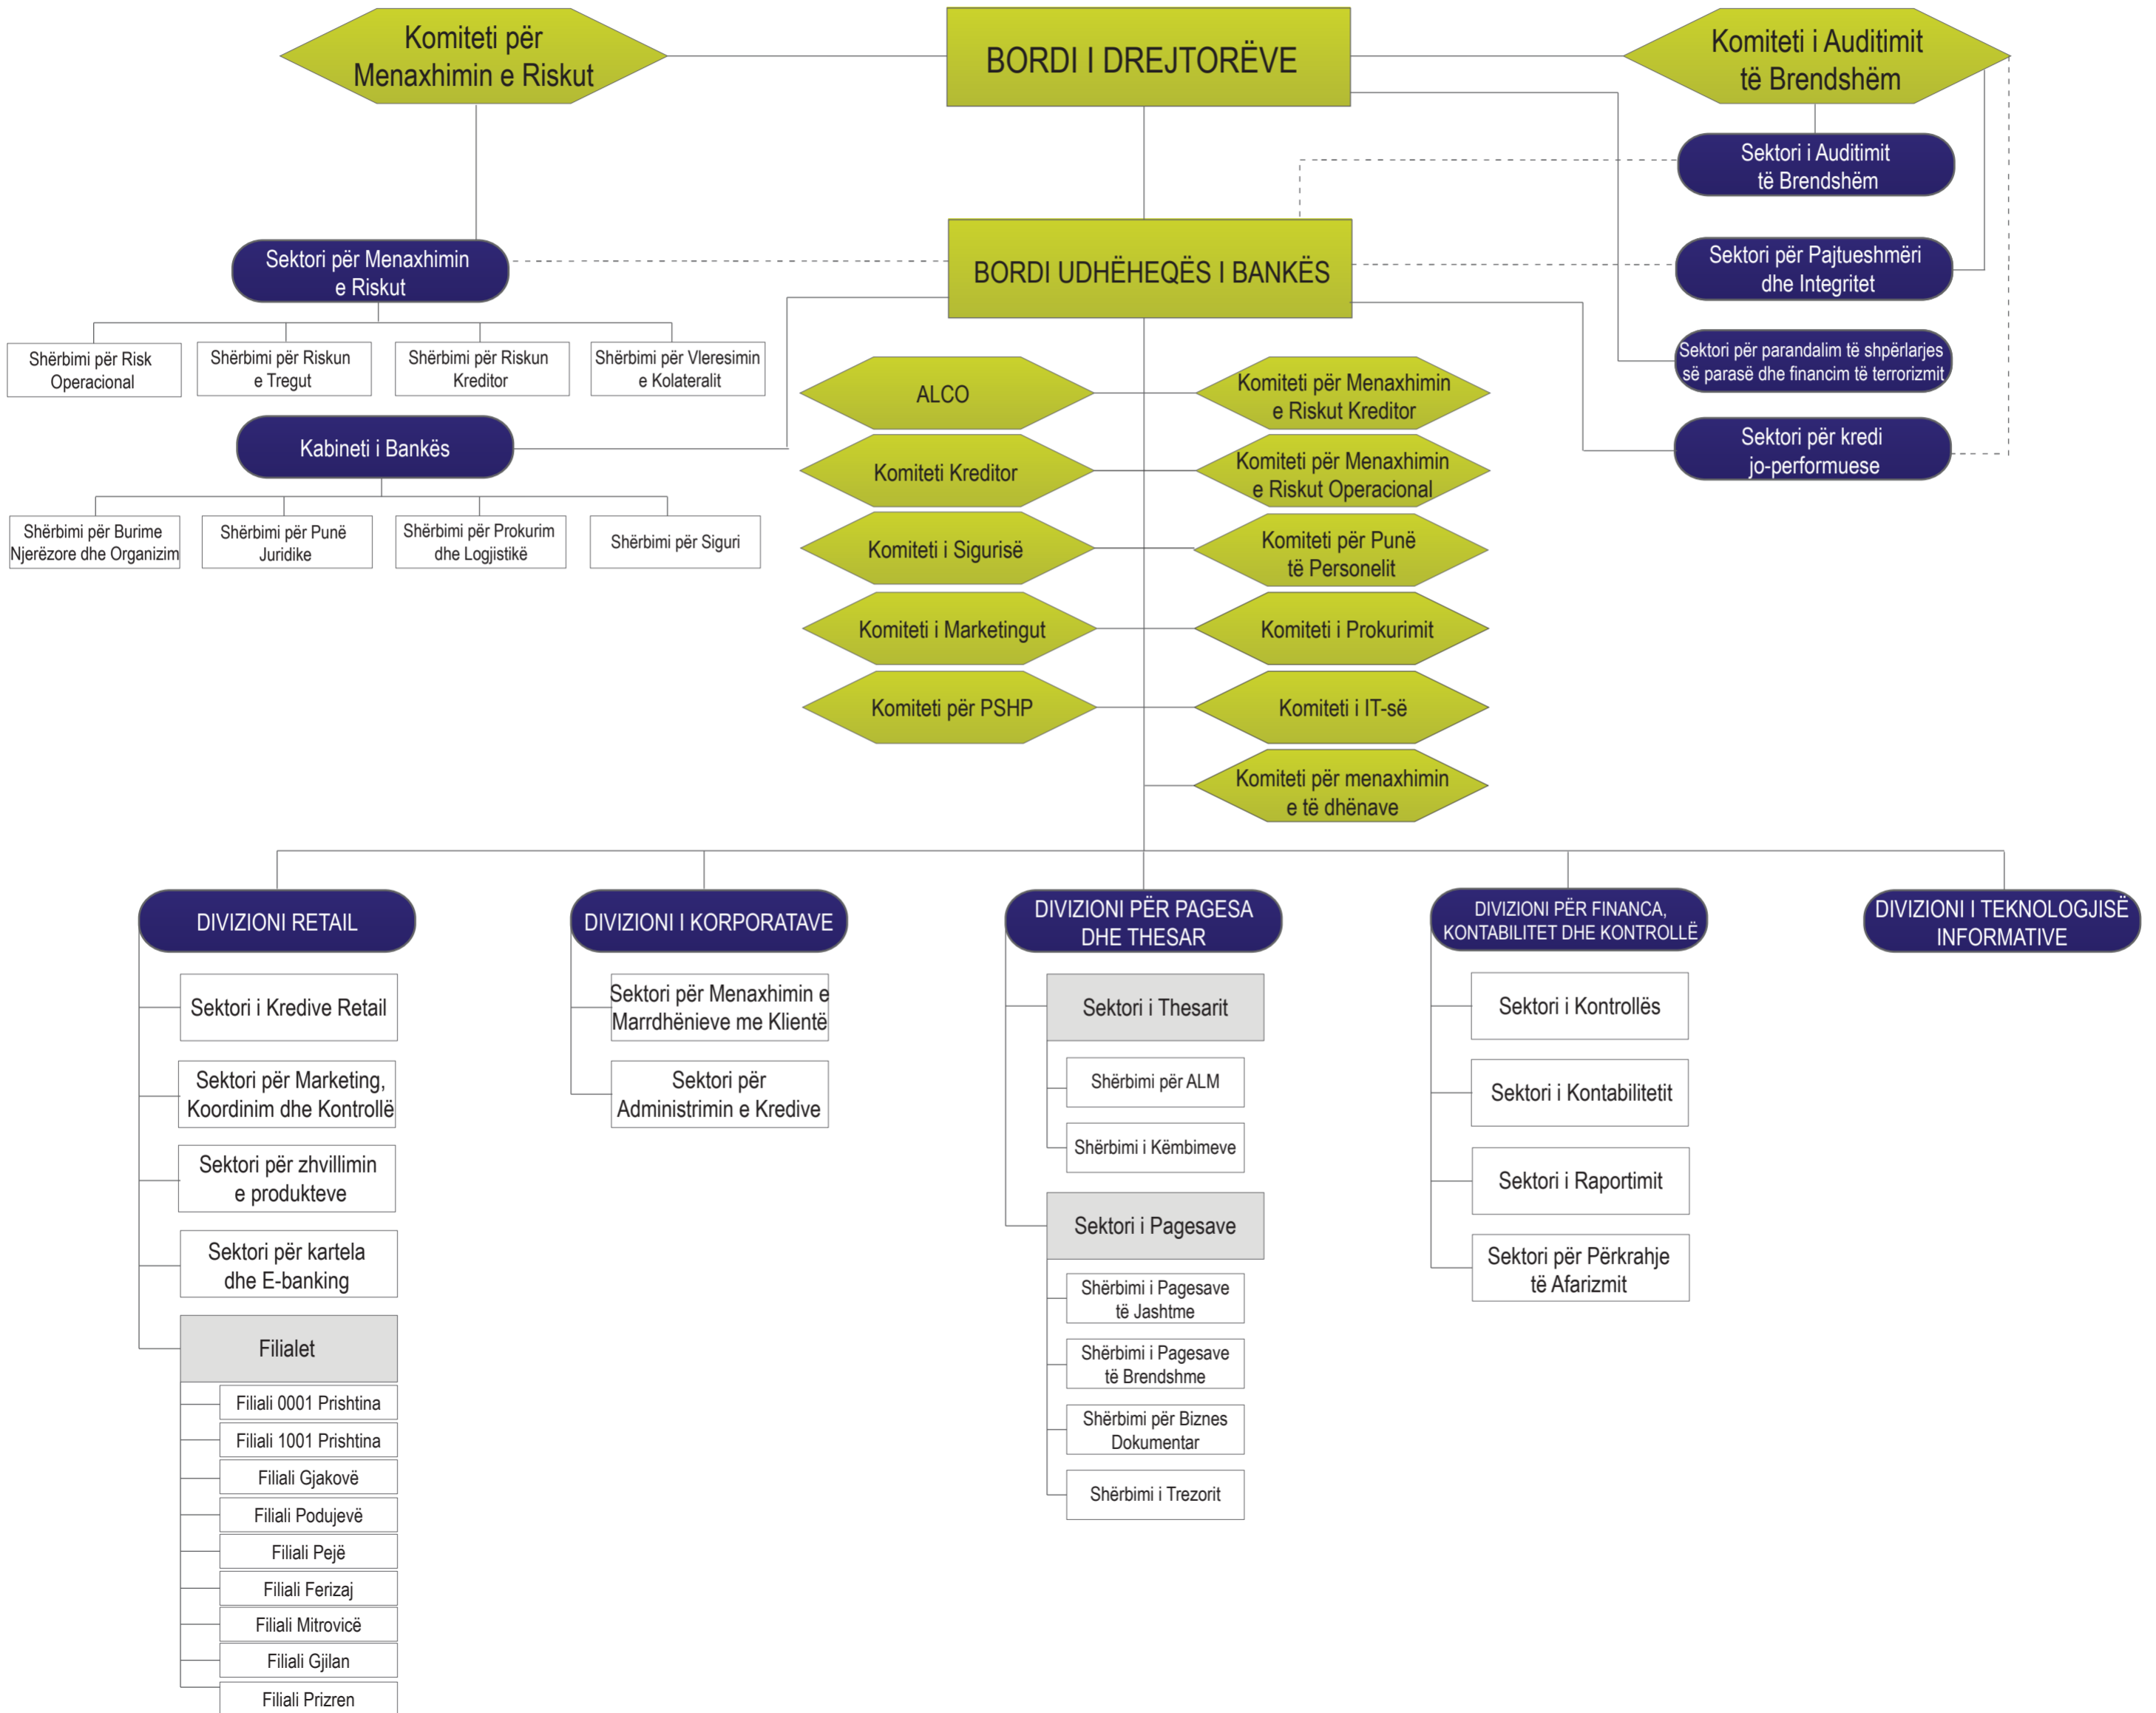 Komiteti për
Menaxhimin e Riskut
BORDI I DREJTORËVE
Komiteti i Auditimit
të Brendshëm
Sektori i Auditimit
të Brendshëm
Sektori për Menaxhimin
e Riskut
BORDI UDHËHEQËS I BANKËS
Sektori për Pajtueshmëri
dhe Integritet
Shërbimi për Risk
Operacional
Shërbimi për Riskun
e Tregut
Shërbimi për Riskun
Kreditor
Shërbimi për Vleresimin
e Kolateralit
Sektori për parandalim të shpërlarjes
së parasë dhe financim të terrorizmit
Kabineti i Bankës
Sektori për kredi
jo-performuese
Shërbimi për Burime
Njerëzore dhe Organizim
Shërbimi për Punë
Juridike
Shërbimi për Prokurim
dhe Logjistikë
Shërbimi për Siguri
ALCO
Komiteti për Menaxhimin
e Riskut Kreditor
Komiteti Kreditor
Komiteti për Menaxhimin
e Riskut Operacional
Komiteti i Sigurisë
Komiteti për Punë
të Personelit
Komiteti i Marketingut
Komiteti i Prokurimit
Komiteti për PSHP
Komiteti i IT-së
Komiteti për menaxhimin
e të dhënave
DIVIZIONI RETAIL
Sektori i Kredive Retail
Sektori për Marketing,
Koordinim dhe Kontrollë
Sektori për zhvillimin
e produkteve
Sektori për kartela
dhe E-banking
Filialet
Filiali 0001 Prishtina
Filiali 1001 Prishtina
Filiali Gjakovë
Filiali Podujevë
Filiali Pejë
Filiali Ferizaj
Filiali Mitrovicë
Filiali Gjilan
Filiali Prizren
DIVIZIONI I KORPORATAVE
Sektori për Menaxhimin e
Marrdhënieve me Klientë
Sektori për
Administrimin e Kredive
DIVIZIONI PËR PAGESA
DHE THESAR
Sektori i Thesarit
Shërbimi për ALM
Shërbimi i Këmbimeve
Sektori i Pagesave
Shërbimi i Pagesave
të Jashtme
Shërbimi i Pagesave
të Brendshme
Shërbimi për Biznes
Dokumentar
Shërbimi i Trezorit
DIVIZIONI PËR FINANCA,
KONTABILITET DHE KONTROLLË
Sektori i Kontrollës
Sektori i Kontabilitetit
Sektori i Raportimit
Sektori për Përkrahje
të Afarizmit
DIVIZIONI I TEKNOLOGJISË
INFORMATIVE